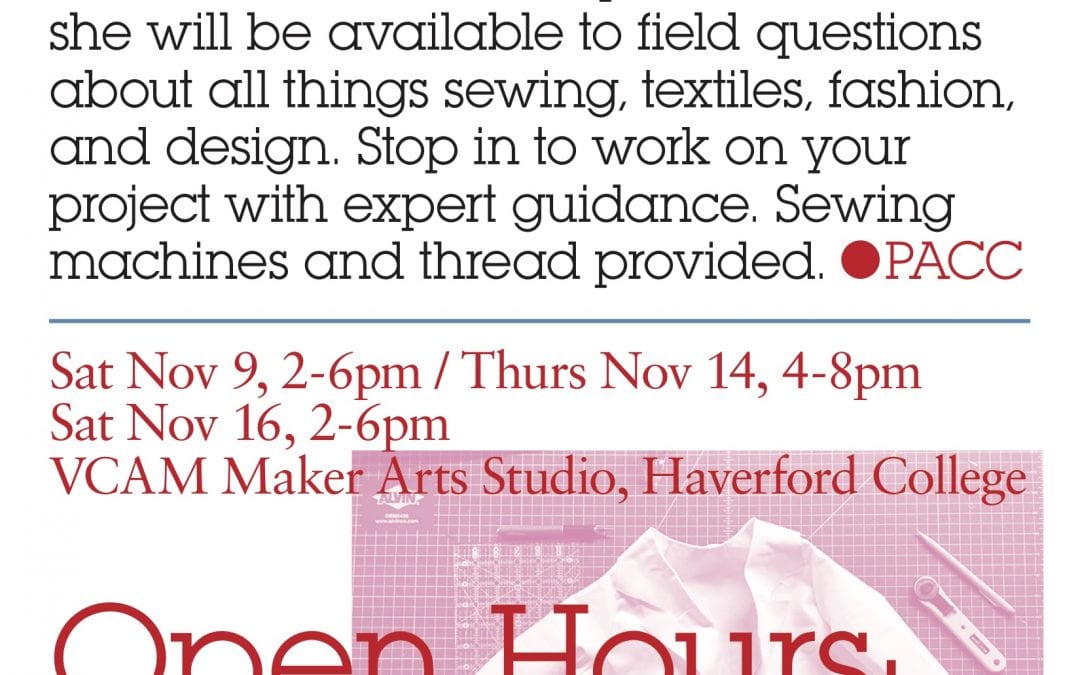 she will be available to field questions
about all things sewing, textiles, fashion,
and design. Stop in to work on your
project with expert guidance. Sewing
machines and thread provided. ●PACC
Sat Nov 9, 2-6pm / Thurs Nov 14, 4-8pm
Sat Nov 16, 2-6pm
VCAM Maker Arts Studio, Haverford College
ALVIN
Open Hours: